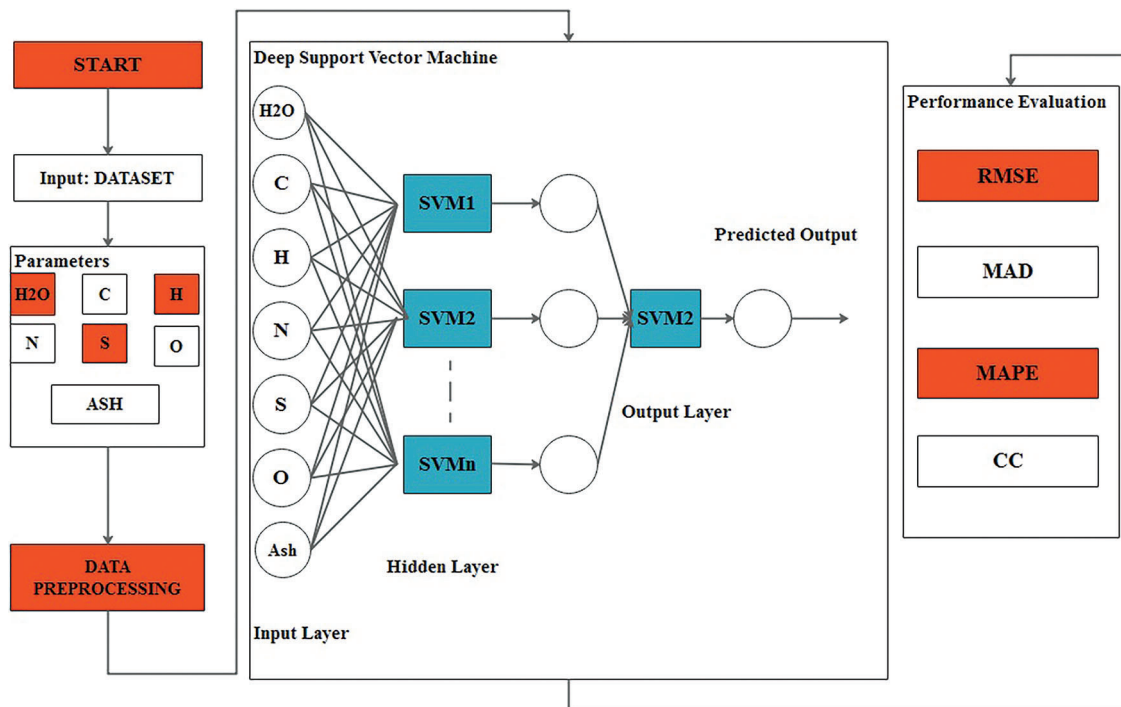 START
Input: DATASET
Parameters
H2O
C
H
N
S
O
ASH
DATA
PREPROCESSING
Deep Support Vector Machine
H2O
C
H
N
S
O
Ash
Input Layer
SVM1
SVM2
SVMn
Hidden Layer
SVM2
Output Layer
Predicted Output
Performance Evaluation
RMSE
MAD
MAPE
CC